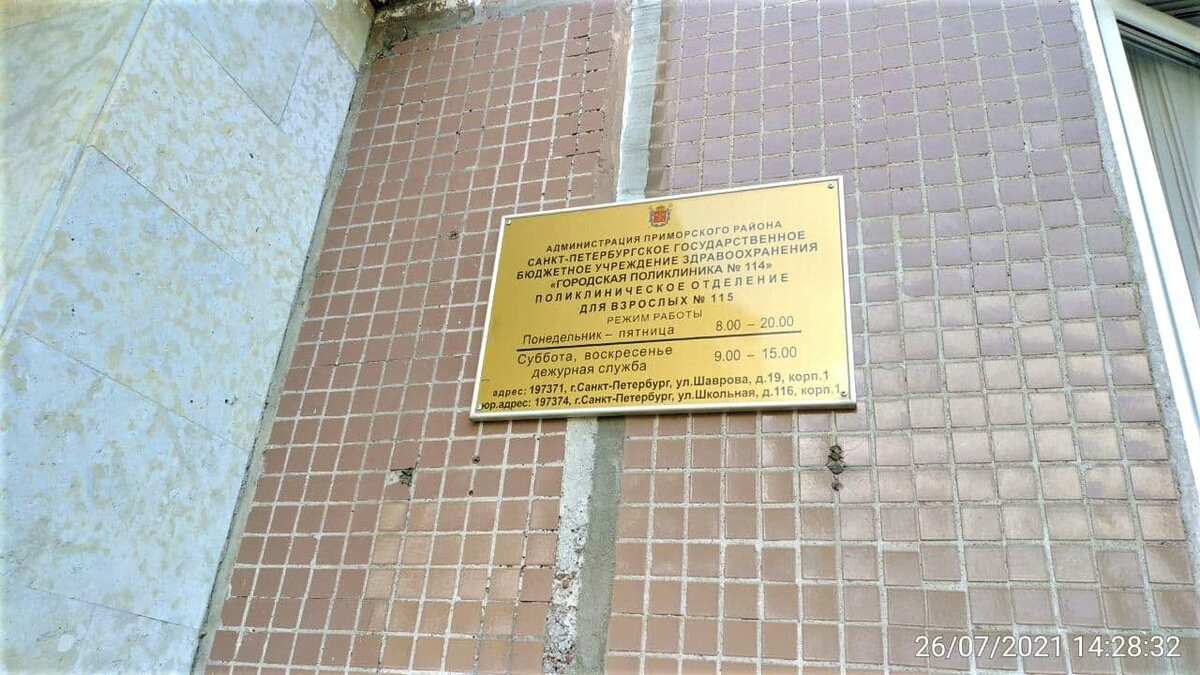 АДМИНИСТРАЦИЯ ПРИМОРСКОГО РАЙОНА
САНКТ-ПЕТЕРБУРГСКОЕ ГОСУДАРСТВЕННОЕ
БЮДЖЕТНОЕ УЧРЕЖДЕНИЕ ЗДРАВООХРАНЕНИЯ
«ГОРОДСКАЯ ПОЛИКЛИНИКА № 114»
ПОЛИКЛИНИЧЕСКОЕ ОТДЕЛЕНИЕ
ДЛЯ ВЗРОСЛЫХ № 115
РЕЖИМ РАБОТЫ
Понедельник – пятница 8.00 – 20.00
Суббота, воскресенье 9.00 – 15.00
дежурная служба
адрес: 197371, г.Санкт-Петербург, ул.Шаврова, д.19, корп.1
юр.адрес: 197374, г.Санкт-Петербург, ул.Школьная, д.116, корп.1
26/07/2021 14:28:32